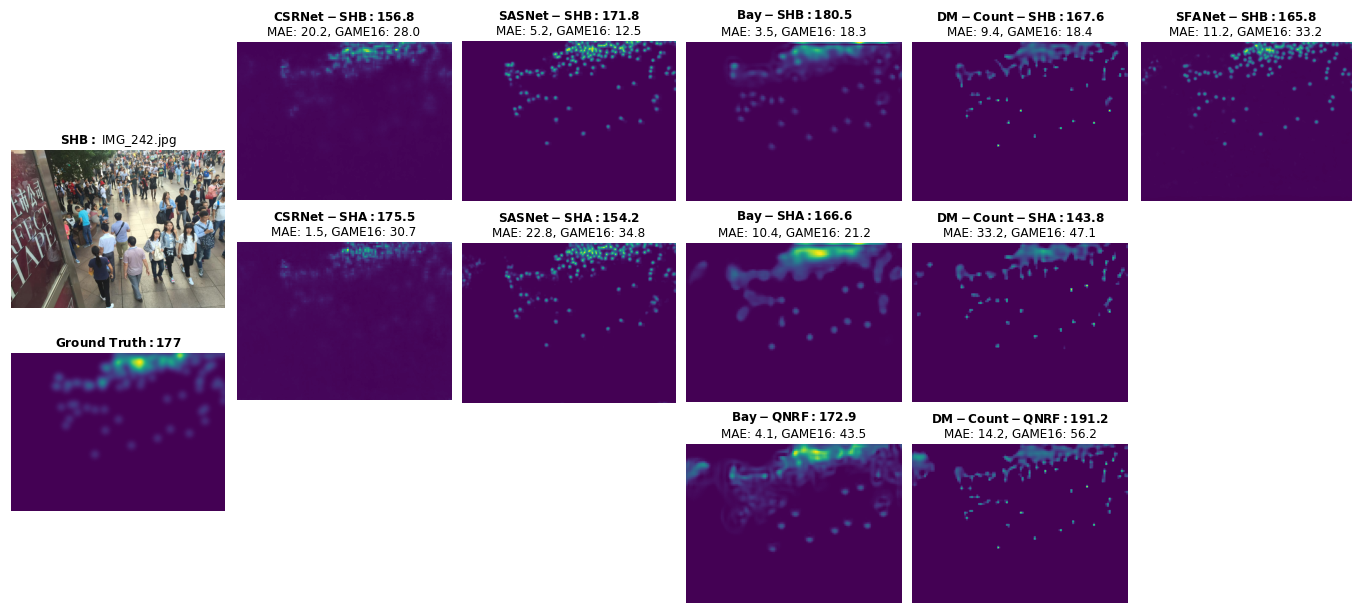 CSRNet − SHB : 156.8
MAE: 20.2, GAME16: 28.0
SASNet − SHB : 171.8
MAE: 5.2, GAME16: 12.5
Bay − SHB : 180.5
MAE: 3.5, GAME16: 18.3
DM − Count − SHB : 167.6
MAE: 9.4, GAME16: 18.4
SFANet − SHB : 165.8
MAE: 11.2, GAME16: 33.2
SHB : IMG_242.jpg
CSRNet − SHA : 175.5
MAE: 1.5, GAME16: 30.7
SASNet − SHA : 154.2
MAE: 22.8, GAME16: 34.8
Bay − SHA : 166.6
MAE: 10.4, GAME16: 21.2
DM − Count − SHA : 143.8
MAE: 33.2, GAME16: 47.1
Ground Truth : 177
Bay − QNRF : 172.9
MAE: 4.1, GAME16: 43.5
DM − Count − QNRF : 191.2
MAE: 14.2, GAME16: 56.2